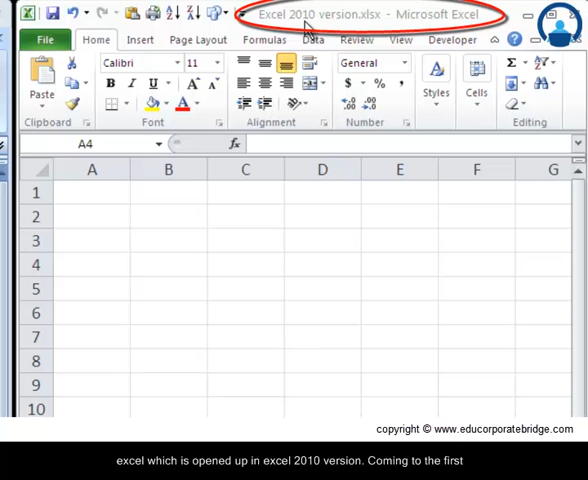 Excel 2010 version.xlsx - Microsoft Excel
File Home Insert Page Layout Formulas Data Review View Developer
Calibri 11 General
Paste Styles Cells
Clipboard Font Alignment Number Editing
A4 fx
A B C D E F G
1
2
3
4
5
6
7
8
9
10
copyright © www.educorporatebridge.com
excel which is opened up in excel 2010 version. Coming to the first